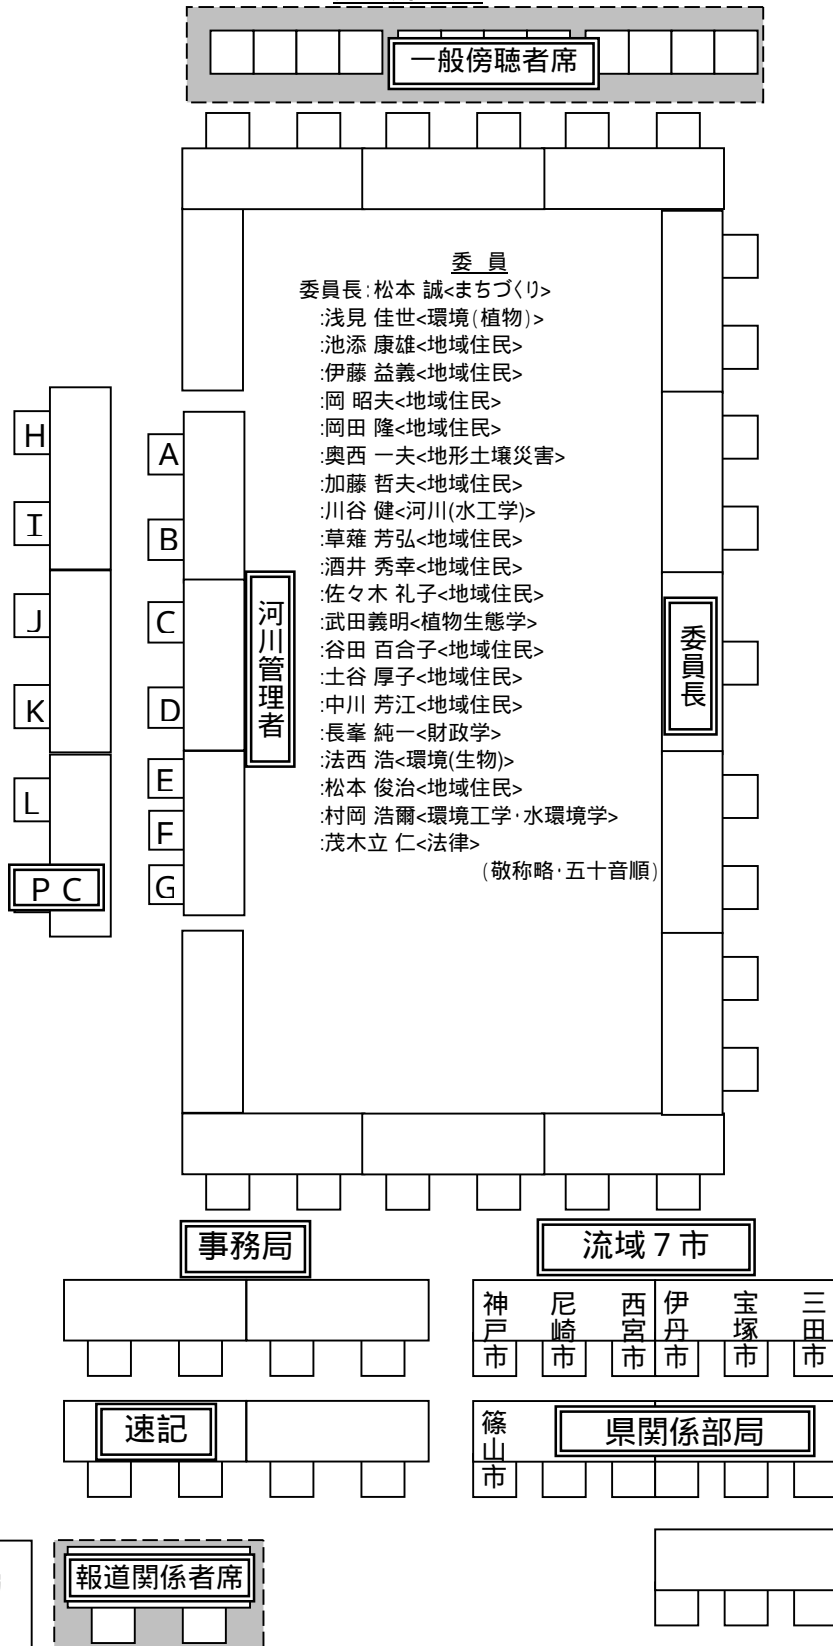 一般傍聴者席
委 員
委員長:松本 誠<まちづくり>
:浅見 佳世<環境(植物)>
:池添 康雄<地域住民>
:伊藤 益義<地域住民>
:岡 昭夫<地域住民>
:岡田 隆<地域住民>
:奥西 一夫<地形土壌災害>
:加藤 哲夫<地域住民>
:川谷 健<河川(水工学)>
:草薙 芳弘<地域住民>
:酒井 秀幸<地域住民>
:佐々木 礼子<地域住民>
:武田義明<植物生態学>
:谷田 百合子<地域住民>
:土谷 厚子<地域住民>
:中川 芳江<地域住民>
:長峯 純一<財政学>
:法西 浩<環境(生物)>
:松本 俊治<地域住民>
:村岡 浩爾<環境工学・水環境学>
:茂木立 仁<法律>
(敬称略・五十音順)
H
I
J
K
L
PC
A
B
C
D
E
F
G
河川管理者
委員長
事務局
流域7市
神戸市
尼崎市
西宮市
伊丹市
宝塚市
三田市
速記
篠山市
県関係部局
報道関係者席